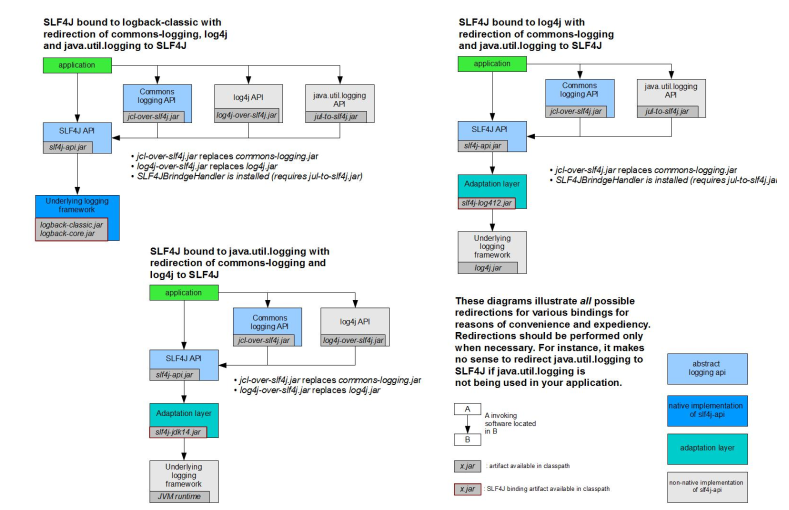 SLF4J bound to logback-classic with
redirection of commons-logging, log4j
and java.util.logging to SLF4J
application
Commons
logging API
jcl-over-slf4j.jar
log4j API
log4j-over-slf4j.jar
java.util.logging
API
jul-to-slf4j.jar
SLF4J API
slf4j-api.jar
• jcl-over-slf4j.jar replaces commons-logging.jar
• log4j-over-slf4j.jar replaces log4j.jar
• SLF4JBrindgeHandler is installed (requires jul-to-slf4j.jar)
Underlying logging
framework
logback-classic.jar
logback-core.jar
SLF4J bound to log4j with
redirection of commons-logging
and java.util.logging to SLF4J
application
Commons
logging API
jcl-over-slf4j.jar
java.util.logging
API
jul-to-slf4j.jar
SLF4J API
slf4j-api.jar
• jcl-over-slf4j.jar replaces commons-logging.jar
• SLF4JBrindgeHandler is installed (requires jul-to-slf4j.jar
Adaptation layer
slf4j-log412.jar
Underlying
logging
framework
log4j.jar
SLF4J bound to java.util.logging with
redirection of commons-logging and
log4j to SLF4J
application
Commons
logging API
jcl-over-slf4j.jar
log4j API
log4j-over-slf4j.jar
SLF4J API
slf4j-api.jar
• jcl-over-slf4j.jar replaces commons-logging.jar
• log4j-over-slf4j.jar replaces log4j.jar
Adaptation layer
slf4j-jdk14.jar
Underlying
logging
framework
JVM runtime
These diagrams illustrate all possible
redirections for various bindings for
reasons of convenience and expediency.
Redirections should be performed only
when necessary. For instance, it makes
no sense to redirect java.util.logging to
SLF4J if java.util.logging is
not being used in your application.
A
B
A invoking
software located
in B
x.jar : artifact available in classpath
x.jar : SLF4J binding artifact available in classpath
abstract
logging api
native implementation
of slf4j-api
adaptation layer
non-native implementation
of slf4j-api